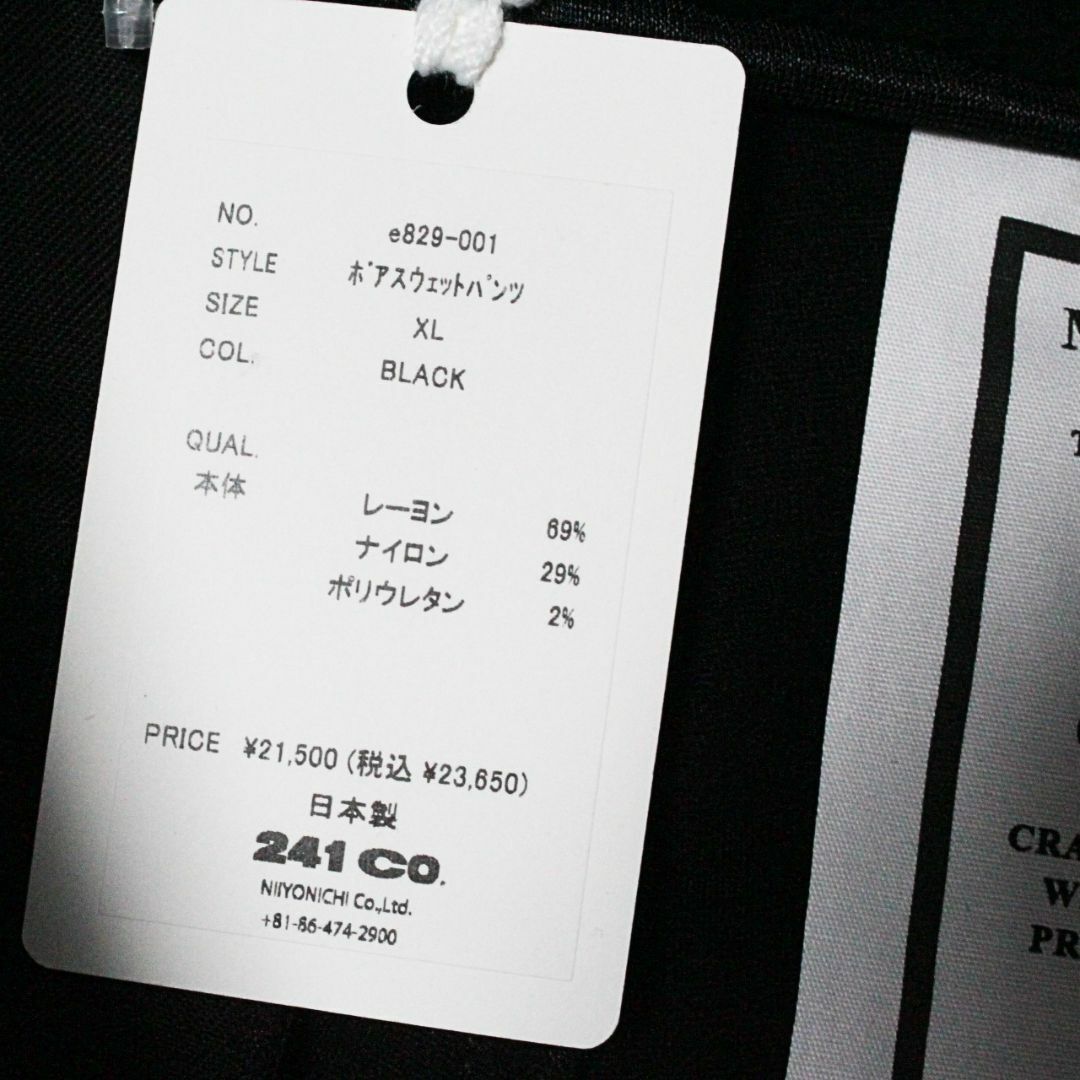 NO. e829-001
STYLE ﾎﾞｱｽｳｪｯﾄﾊﾟﾝﾂ
SIZE XL
COL. BLACK
QUAL.
本体
レーヨン 69%
ナイロン 29%
ポリウレタン 2%
PRICE ¥21,500 (税込 ¥23,650)
日本製
241 CO.
NIIYONICHI Co.,Ltd.
+81-86-474-2900
CRA
W
PR